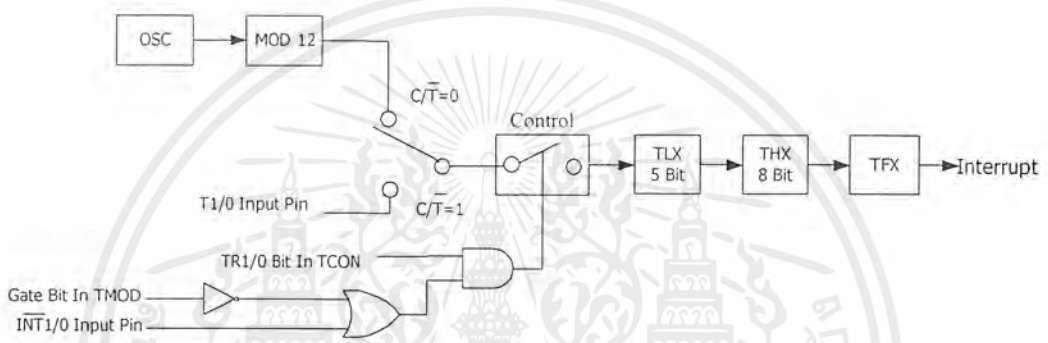 OSC
MOD 12
C/T̅=0
Control
TLX
5 Bit
THX
8 Bit
TFX
Interrupt
T1/0 Input Pin
C/T̅=1
TR1/0 Bit In TCON
Gate Bit In TMOD
I̅N̅T̅1/0 Input Pin